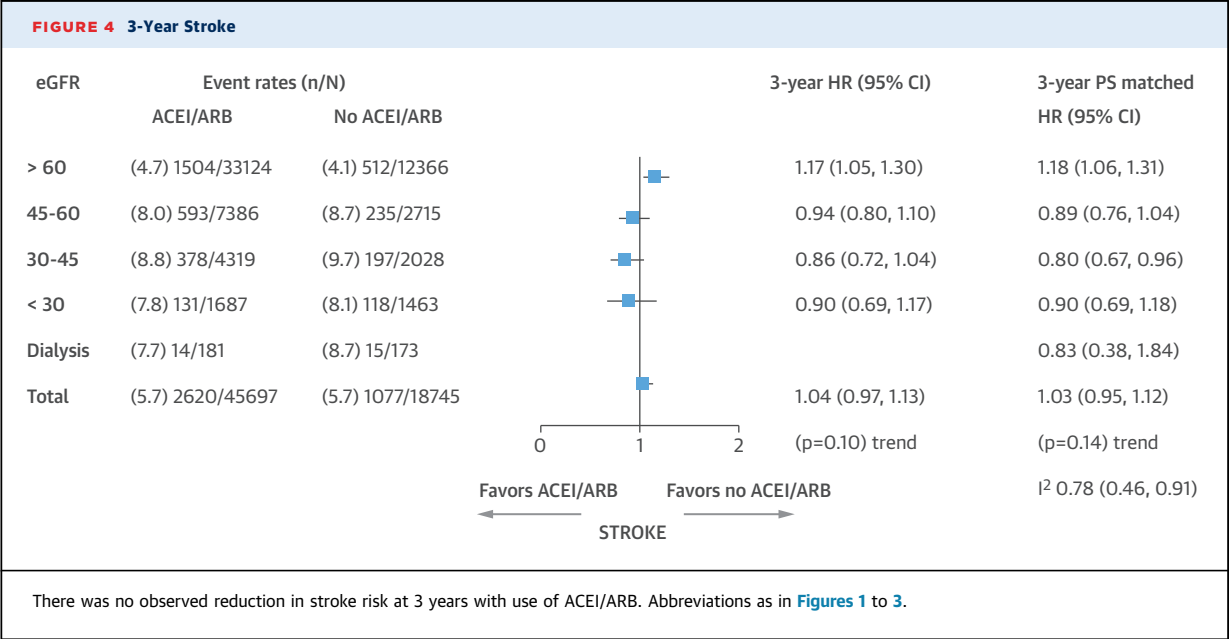 FIGURE 4 3-Year Stroke
eGFR Event rates (n/N) 3-year HR (95% CI) 3-year PS matched
ACEI/ARB No ACEI/ARB HR (95% CI)
> 60 (4.7) 1504/33124 (4.1) 512/12366 1.17 (1.05, 1.30) 1.18 (1.06, 1.31)
45-60 (8.0) 593/7386 (8.7) 235/2715 0.94 (0.80, 1.10) 0.89 (0.76, 1.04)
30-45 (8.8) 378/4319 (9.7) 197/2028 0.86 (0.72, 1.04) 0.80 (0.67, 0.96)
< 30 (7.8) 131/1687 (8.1) 118/1463 0.90 (0.69, 1.17) 0.90 (0.69, 1.18)
Dialysis (7.7) 14/181 (8.7) 15/173 0.83 (0.38, 1.84)
Total (5.7) 2620/45697 (5.7) 1077/18745 1.04 (0.97, 1.13) 1.03 (0.95, 1.12)
0 1 2 (p=0.10) trend (p=0.14) trend
Favors ACEI/ARB Favors no ACEI/ARB I² 0.78 (0.46, 0.91)
STROKE
There was no observed reduction in stroke risk at 3 years with use of ACEI/ARB. Abbreviations as in Figures 1 to 3.